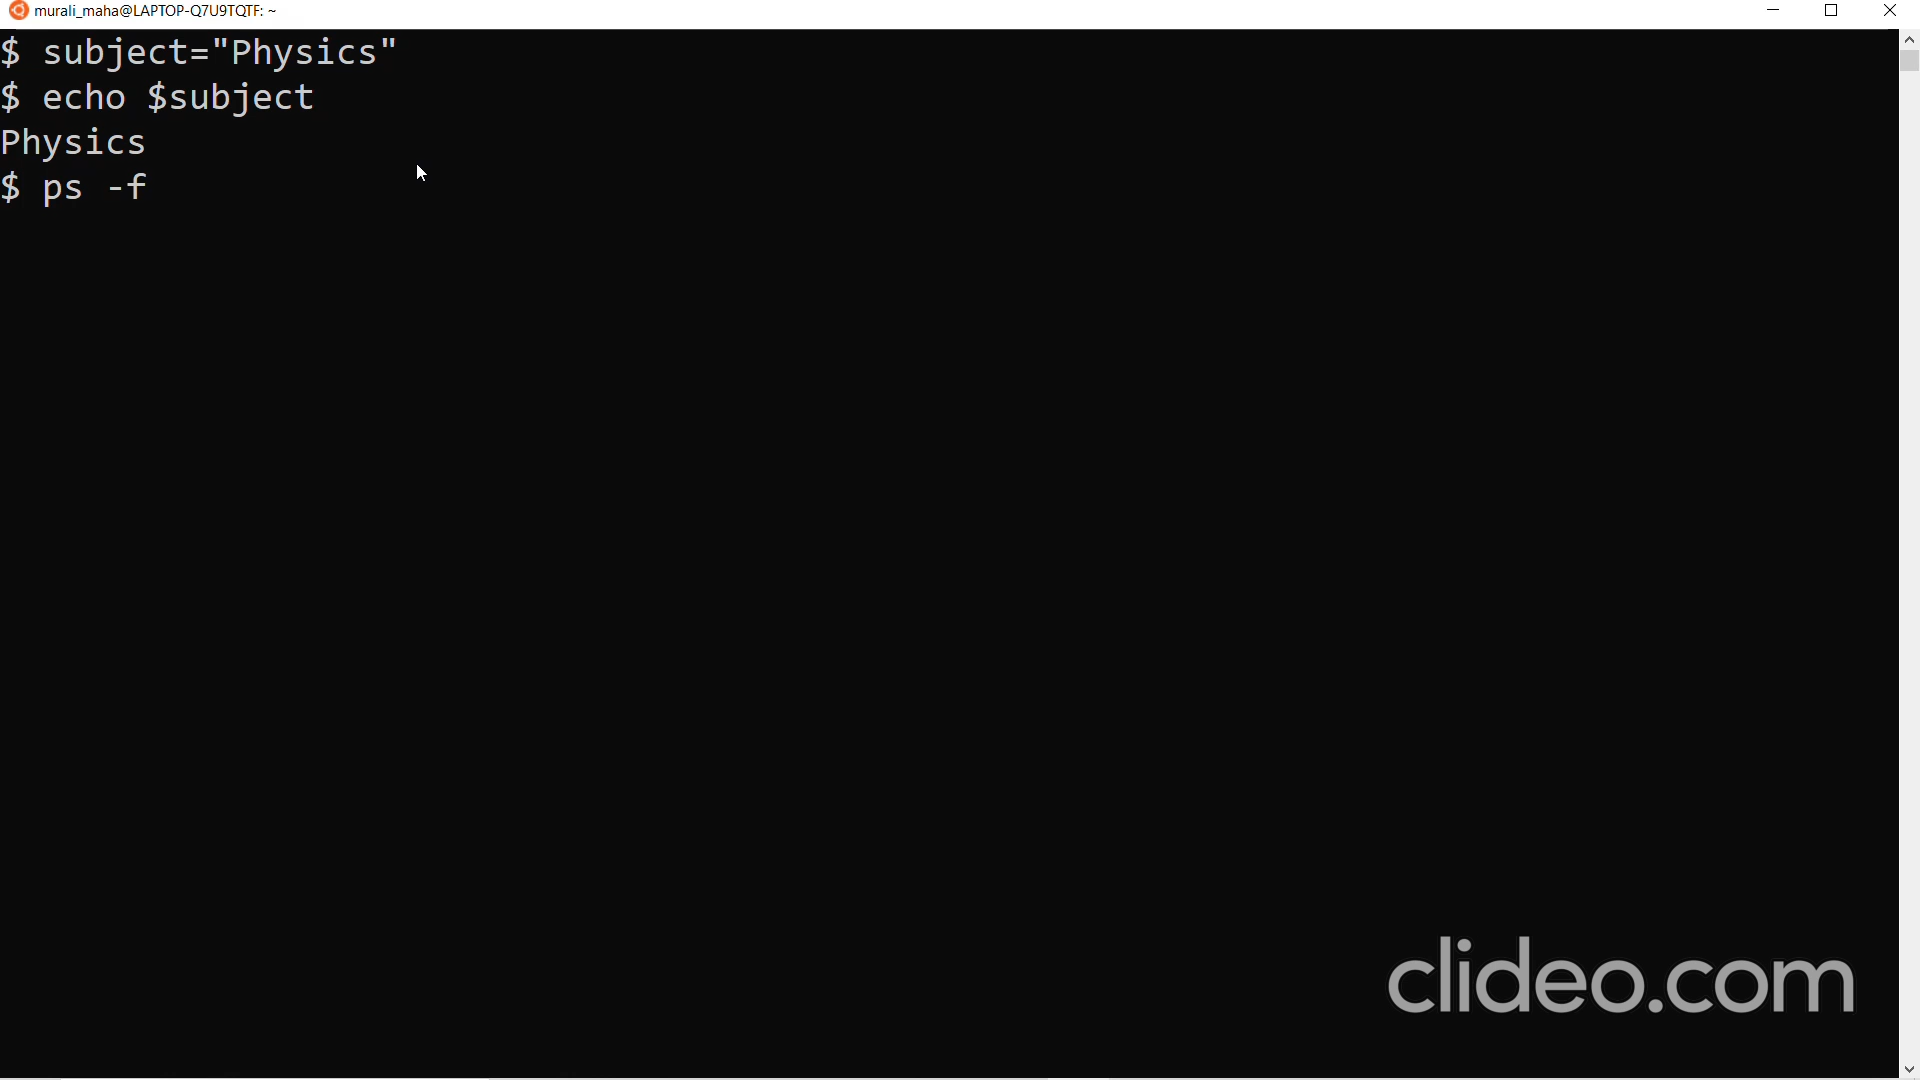 murali_maha@LAPTOP-Q7U9TQTF: ~
$ subject="Physics"
$ echo $subject
Physics
$ ps -f
clideo.com